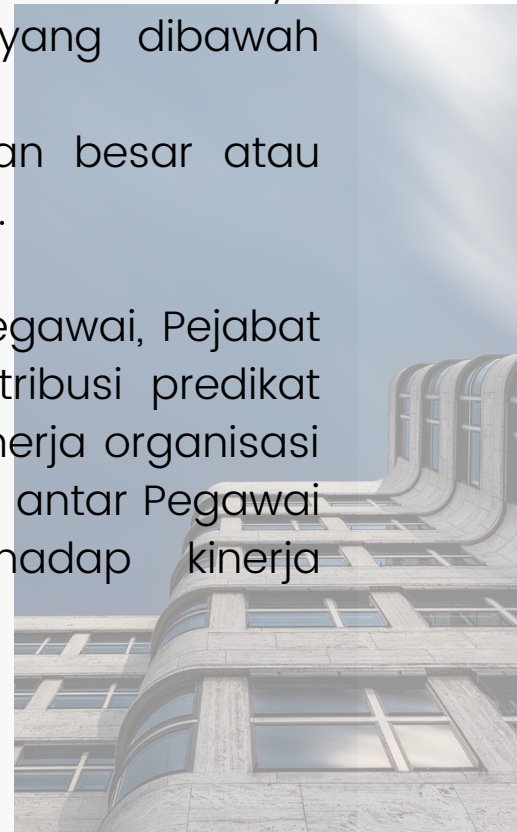 yang dibawah
an besar atau
.
egawai, Pejabat
tribusi predikat
nerja organisasi
antar Pegawai
hadap kinerja